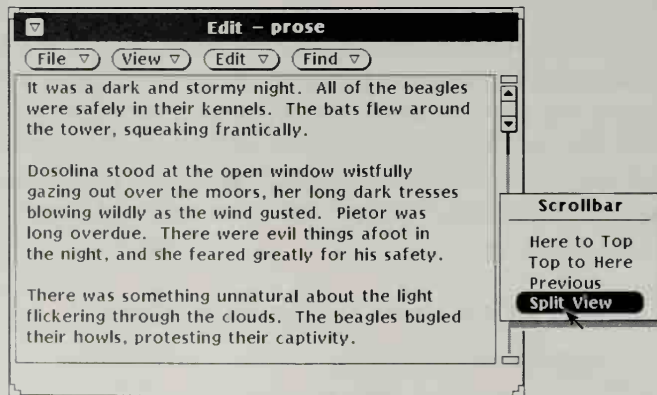 Edit – prose
File View Edit Find
It was a dark and stormy night. All of the beagles
were safely in their kennels. The bats flew around
the tower, squeaking frantically.
Dosolina stood at the open window wistfully
gazing out over the moors, her long dark tresses
blowing wildly as the wind gusted. Pietor was
long overdue. There were evil things afoot in
the night, and she feared greatly for his safety.
There was something unnatural about the light
flickering through the clouds. The beagles bugled
their howls, protesting their captivity.
Scrollbar
Here to Top
Top to Here
Previous
Split View